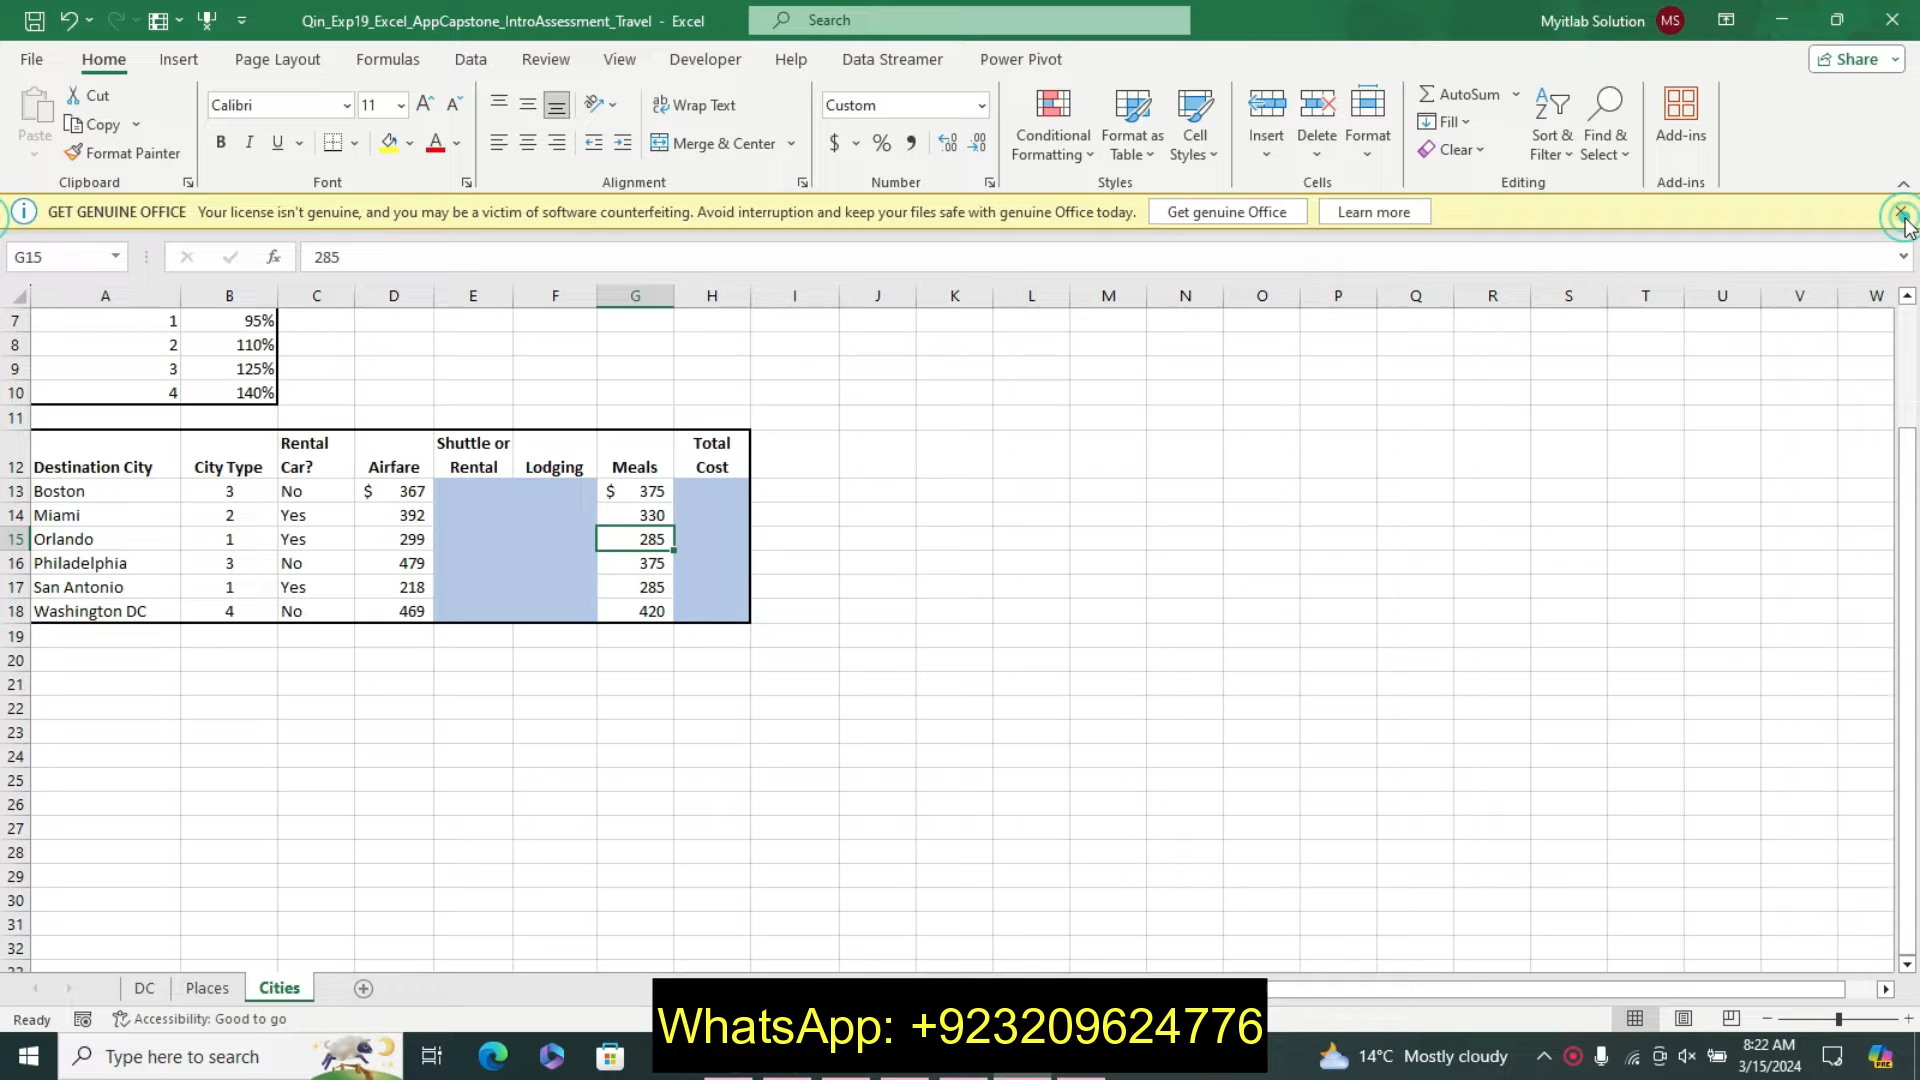 Qin_Exp19_Excel_AppCapstone_IntroAssessment_Travel - Excel
Search
Myitlab Solution MS
File Home Insert Page Layout Formulas Data Review View Developer Help Data Streamer Power Pivot Share
Paste
Cut
Copy
Format Painter
Clipboard
Calibri 11
B I U
Font
Wrap Text
Merge & Center
Alignment
Custom
$ % ,
Number
Conditional Formatting
Format as Table
Cell Styles
Styles
Insert
Delete
Format
Cells
AutoSum
Fill
Clear
Sort & Filter
Find & Select
Editing
Add-ins
Add-ins
GET GENUINE OFFICE Your license isn't genuine, and you may be a victim of software counterfeiting. Avoid interruption and keep your files safe with genuine Office today. Get genuine Office Learn more
G15 fx 285
A B C D E F G H I J K L M N O P Q R S T U V W
7 1 95%
8 2 110%
9 3 125%
10 4 140%
11
12 Destination City City Type Rental Car? Airfare Shuttle or Rental Lodging Meals Total Cost
13 Boston 3 No $ 367 $ 375
14 Miami 2 Yes 392 330
15 Orlando 1 Yes 299 285
16 Philadelphia 3 No 479 375
17 San Antonio 1 Yes 218 285
18 Washington DC 4 No 469 420
19
20
21
22
23
24
25
26
27
28
29
30
31
32
DC Places Cities
Ready Accessibility: Good to go
WhatsApp: +923209624776
Type here to search
14°C Mostly cloudy
8:22 AM
3/15/2024